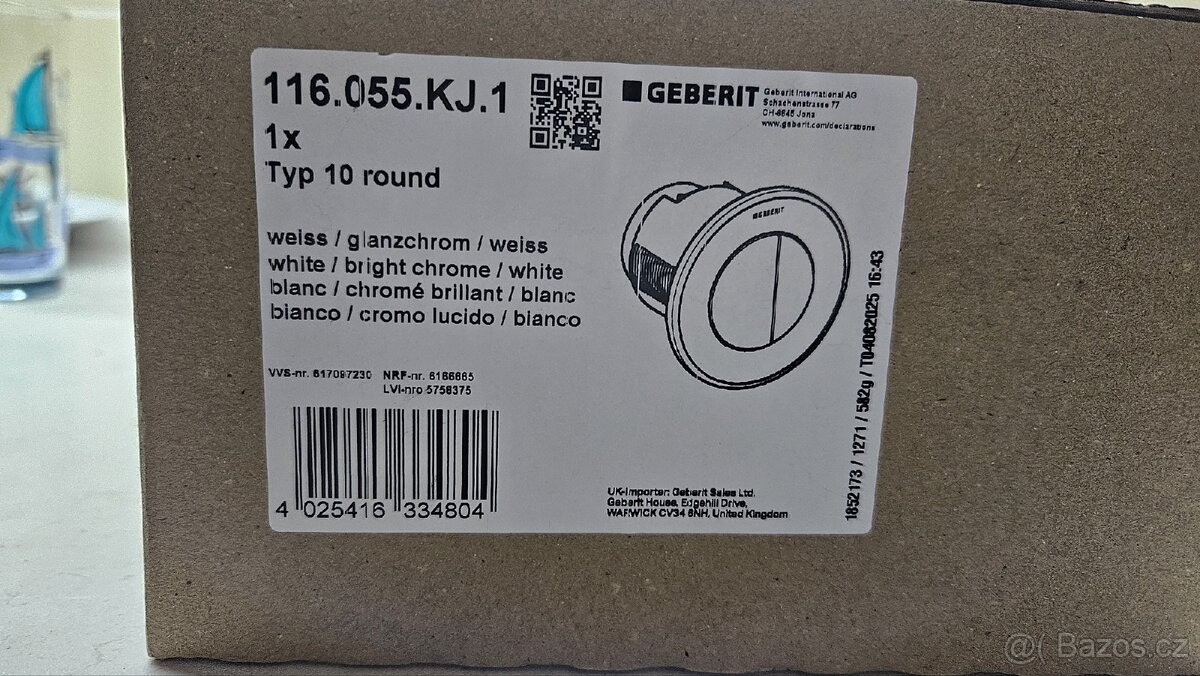 116.055.KJ.1
1x
Typ 10 round
weiss / glanzchrom / weiss
white / bright chrome / white
blanc / chromé brillant / blanc
bianco / cromo lucido / bianco
VVS-nr. 617097230 NRF-nr. 6166665
LVI-nro 5756375
4 025416 334804
GEBERIT
Geberit International AG
Schachenstrasse 77
CH-8645 Jona
www.geberit.com/declarations
GEBERIT
UK-Importer: Geberit Sales Ltd.
Geberit House, Edgehill Drive,
WARWICK CV34 6NH, United Kingdom
1852173 / 1271 / 582g / T04082025 16:43
@( Bazos.cz